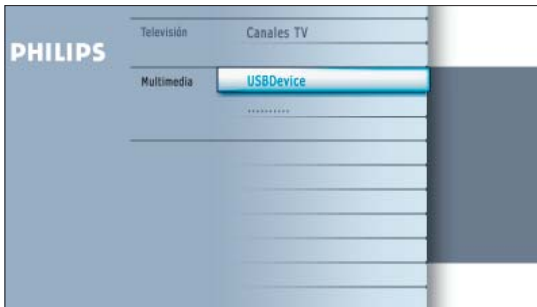 Televisión Canales TV
PHILIPS
Multimedia USBDevice
..........